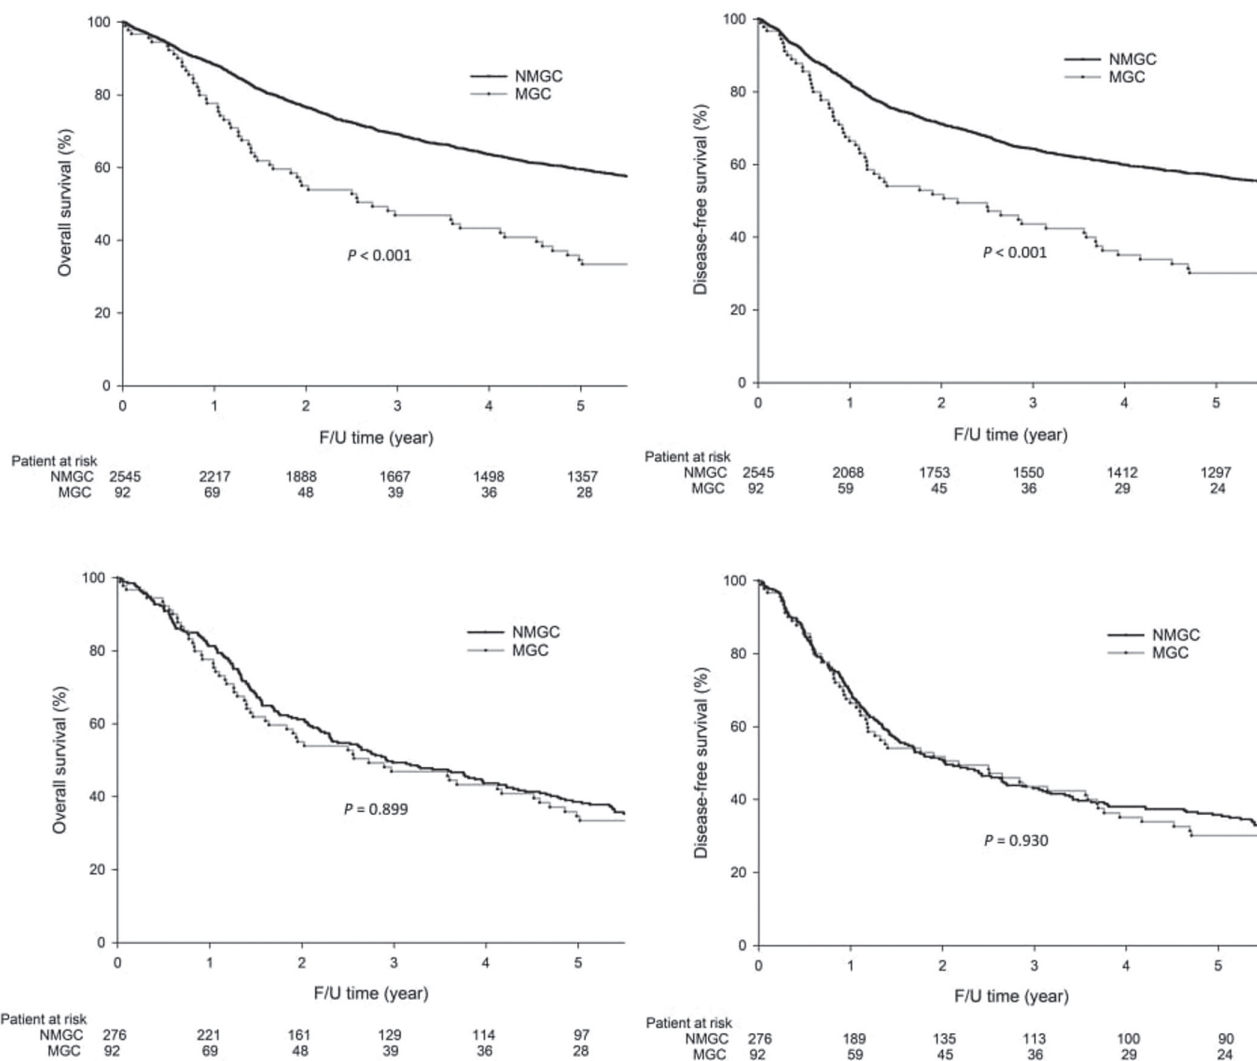 100
80
60
40
20
0
Overall survival (%)
NMGC
MGC
P < 0.001
0 1 2 3 4 5
F/U time (year)
Patient at risk
NMGC 2545 2217 1888 1667 1498 1357
MGC 92 69 48 39 36 28
100
80
60
40
20
0
Disease-free survival (%)
NMGC
MGC
P < 0.001
0 1 2 3 4 5
F/U time (year)
Patient at risk
NMGC 2545 2068 1753 1550 1412 1297
MGC 92 59 45 36 29 24
100
80
60
40
20
0
Overall survival (%)
NMGC
MGC
P = 0.899
0 1 2 3 4 5
F/U time (year)
Patient at risk
NMGC 276 221 161 129 114 97
MGC 92 69 48 39 36 28
100
80
60
40
20
0
Disease-free survival (%)
NMGC
MGC
P = 0.930
0 1 2 3 4 5
F/U time (year)
Patient at risk
NMGC 276 189 135 113 100 90
MGC 92 59 45 36 29 24